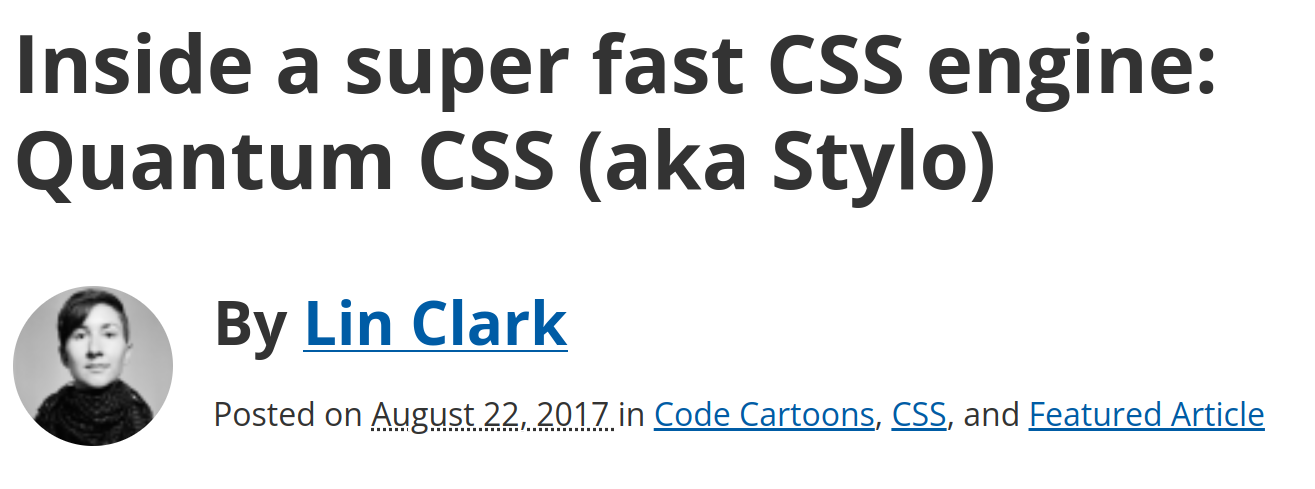 Inside a super fast CSS engine:
Quantum CSS (aka Stylo)
By Lin Clark
Posted on August 22, 2017 in Code Cartoons, CSS, and Featured Article